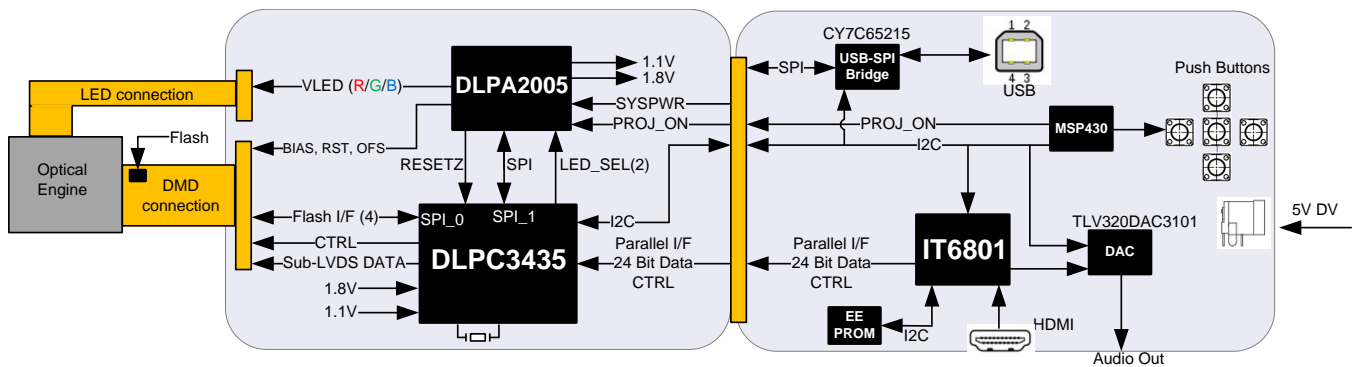 LED connection
Flash
Optical
Engine
DMD
connection
VLED (R/G/B)
BIAS, RST, OFS
Flash I/F (4)
CTRL
Sub-LVDS DATA
1.8V
1.1V
DLPA2005
1.1V
1.8V
SYSPWR
PROJ_ON
RESETZ
SPI
LED_SEL(2)
SPI_0
SPI_1
DLPC3435
I2C
Parallel I/F
24 Bit Data
CTRL
CY7C65215
SPI
USB-SPI
Bridge
1 2
4 3
USB
Push Buttons
PROJ_ON
MSP430
I2C
IT6801
Parallel I/F
24 Bit Data
CTRL
TLV320DAC3101
DAC
5V DV
EE
PROM
I2C
HDMI
Audio Out